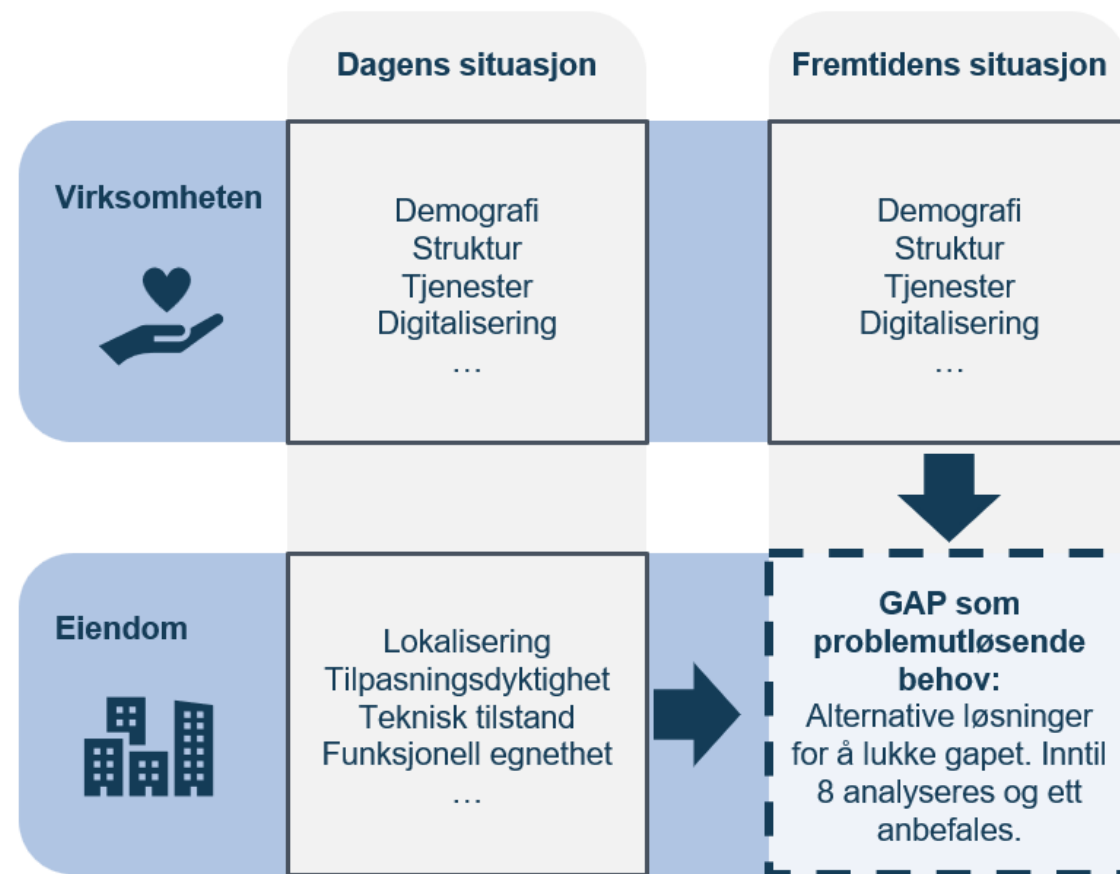 Dagens situasjon
Fremtidens situasjon
Virksomheten
Demografi
Struktur
Tjenester
Digitalisering
...
Demografi
Struktur
Tjenester
Digitalisering
...
Eiendom
Lokalisering
Tilpasningsdyktighet
Teknisk tilstand
Funksjonell egnethet
...
GAP som
problemutløsende
behov:
Alternative løsninger
for å lukke gapet. Inntil
8 analyseres og ett
anbefales.